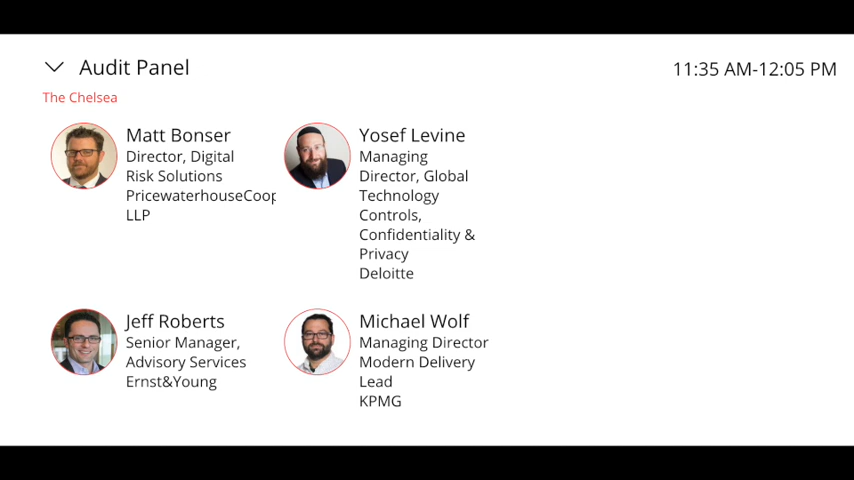 Audit Panel
11:35 AM-12:05 PM
The Chelsea
Matt Bonser
Director, Digital
Risk Solutions
PricewaterhouseCoop
LLP
Yosef Levine
Managing
Director, Global
Technology
Controls,
Confidentiality &
Privacy
Deloitte
Jeff Roberts
Senior Manager,
Advisory Services
Ernst&Young
Michael Wolf
Managing Director
Modern Delivery
Lead
KPMG